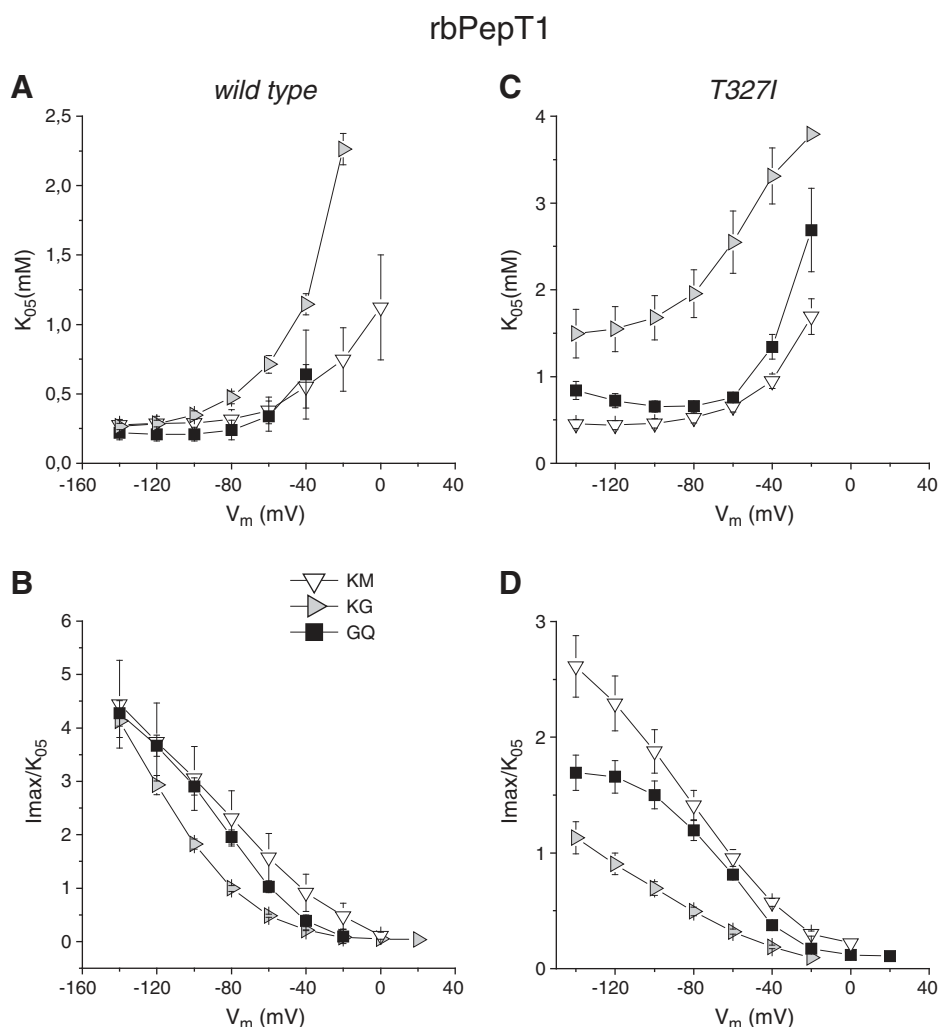 rbPepT1
A
wild type
2,5
2,0
1,5
1,0
0,5
0,0
K05(mM)
-160 -120 -80 -40 0 40
Vm (mV)
C
T327I
4
3
2
1
0
K05(mM)
-120 -80 -40 0 40
Vm (mV)
B
KM
KG
GQ
6
5
4
3
2
1
0
Imax/K05
-160 -120 -80 -40 0 40
Vm (mV)
D
3
2
1
0
Imax/K05
-120 -80 -40 0 40
Vm (mV)